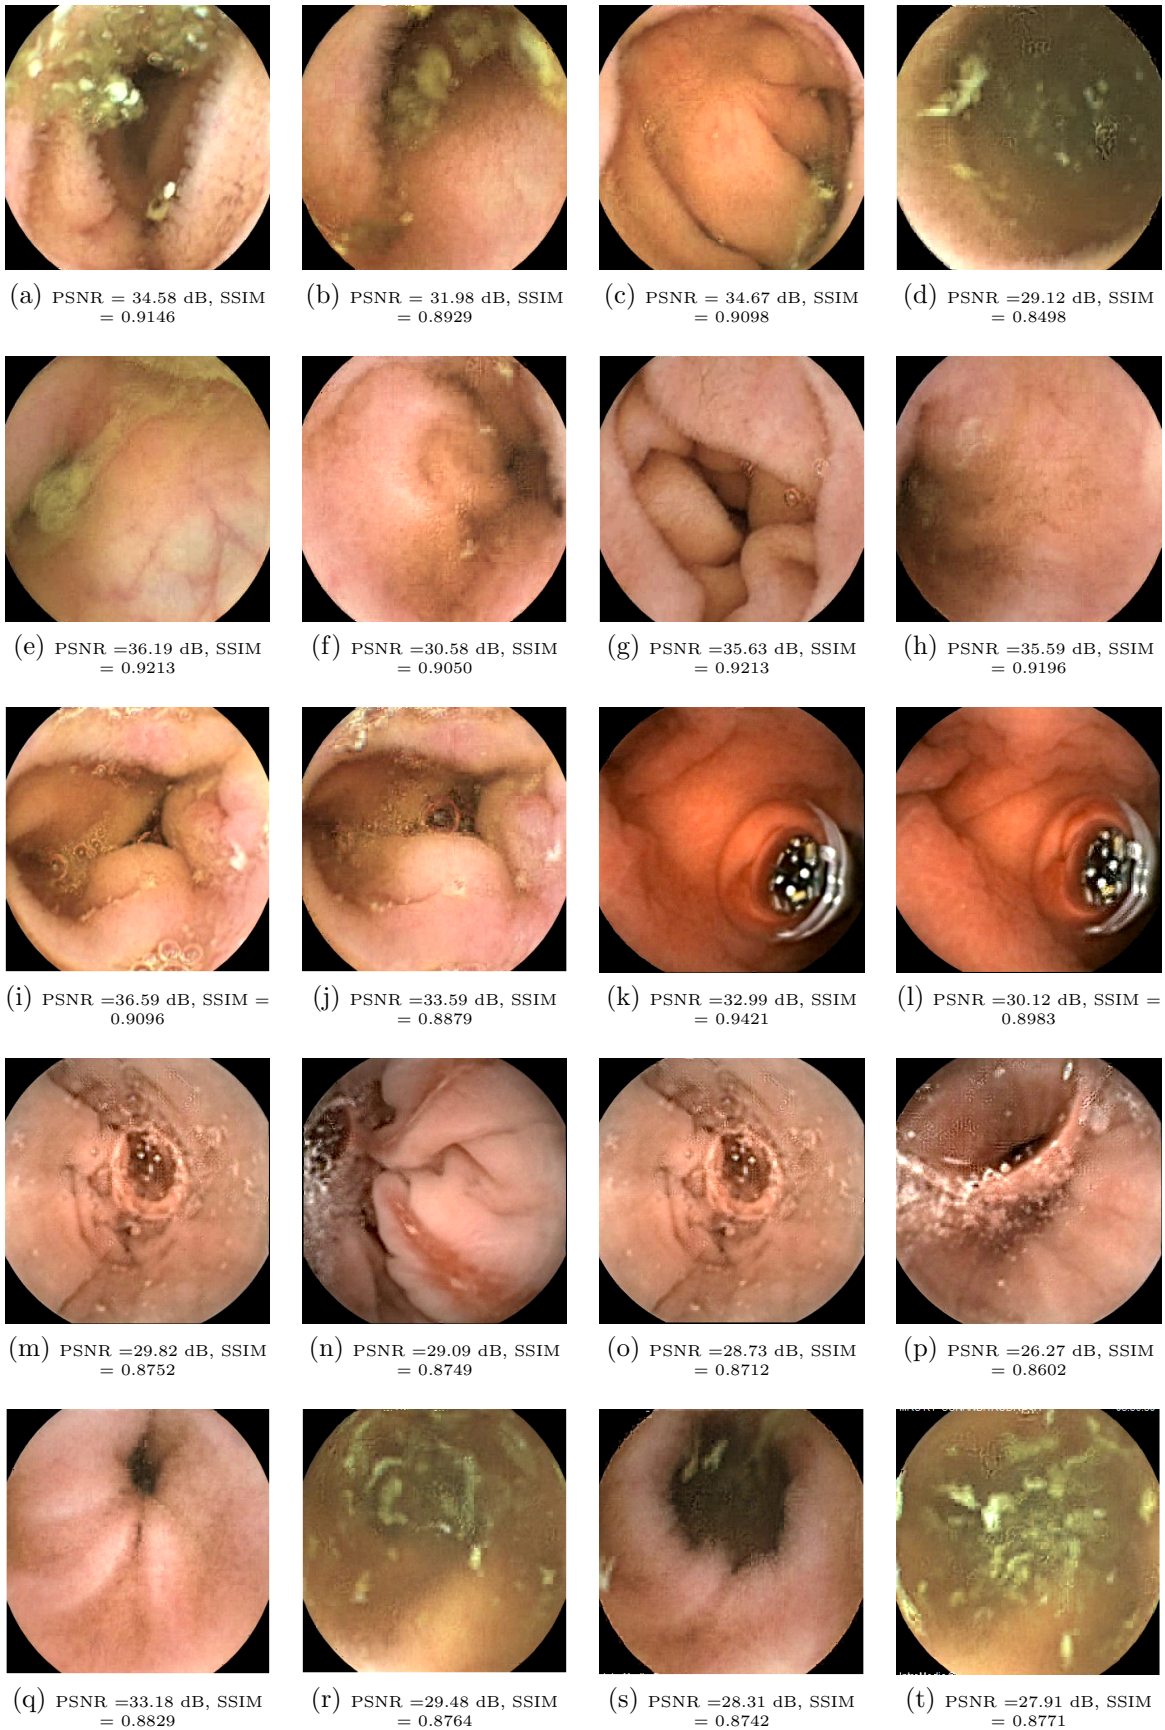 (a) PSNR = 34.58 dB, SSIM
= 0.9146
(b) PSNR = 31.98 dB, SSIM
= 0.8929
(c) PSNR = 34.67 dB, SSIM
= 0.9098
(d) PSNR =29.12 dB, SSIM
= 0.8498
(e) PSNR =36.19 dB, SSIM
= 0.9213
(f) PSNR =30.58 dB, SSIM
= 0.9050
(g) PSNR =35.63 dB, SSIM
= 0.9213
(h) PSNR =35.59 dB, SSIM
= 0.9196
(i) PSNR =36.59 dB, SSIM =
0.9096
(j) PSNR =33.59 dB, SSIM
= 0.8879
(k) PSNR =32.99 dB, SSIM
= 0.9421
(l) PSNR =30.12 dB, SSIM =
0.8983
(m) PSNR =29.82 dB, SSIM
= 0.8752
(n) PSNR =29.09 dB, SSIM
= 0.8749
(o) PSNR =28.73 dB, SSIM
= 0.8712
(p) PSNR =26.27 dB, SSIM
= 0.8602
(q) PSNR =33.18 dB, SSIM
= 0.8829
(r) PSNR =29.48 dB, SSIM
= 0.8764
(s) PSNR =28.31 dB, SSIM
= 0.8742
(t) PSNR =27.91 dB, SSIM
= 0.8771